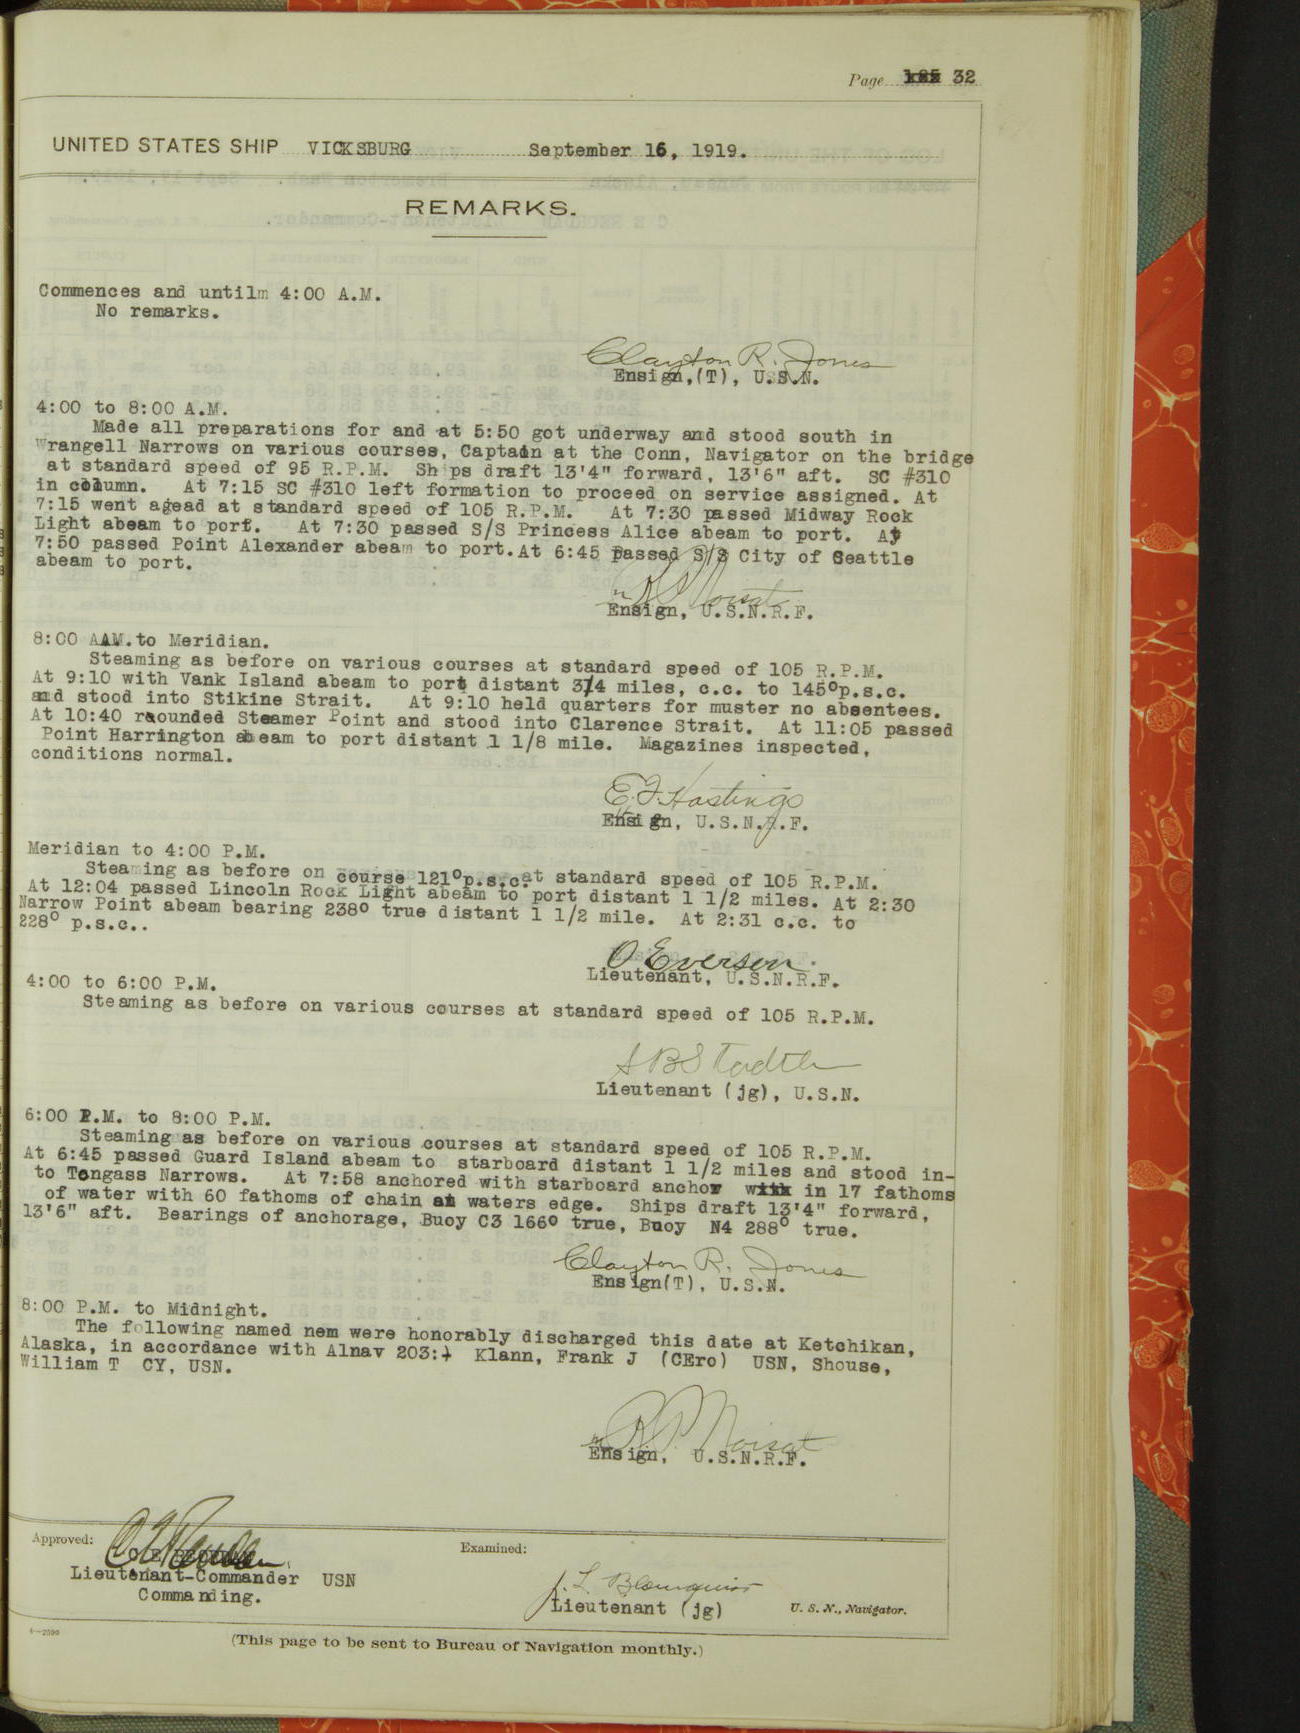 Page 185 32
UNITED STATES SHIP VICKSBURG September 16, 1919.
REMARKS.
Commences and untilm 4:00 A.M.
No remarks.
Clayton R. Jones
Ensign,(T), U.S.N.
4:00 to 8:00 A.M.
Made all preparations for and at 5:50 got underway and stood south in
Wrangell Narrows on various courses, Captain at the Conn, Navigator on the bridge
at standard speed of 95 R.P.M. Sh ps draft 13'4" forward, 13'6" aft. SC #310
in column. At 7:15 SC #310 left formation to proceed on service assigned. At
7:15 went agead at standard speed of 105 R.P.M. At 7:30 passed Midway Rock
Light abeam to port. At 7:30 passed S/S Princess Alice abeam to port. At
7:50 passed Point Alexander abeam to port.At 6:45 passed S/S City of Seattle
abeam to port.
Ensign, U.S.N.R.F.
8:00 AAM.to Meridian.
Steaming as before on various courses at standard speed of 105 R.P.M.
At 9:10 with Vank Island abeam to port distant 3/4 miles, c.c. to 145°p.s.c.
and stood into Stikine Strait. At 9:10 held quarters for muster no absentees.
At 10:40 raounded Steamer Point and stood into Clarence Strait. At 11:05 passed
Point Harrington abeam to port distant 1 1/8 mile. Magazines inspected,
conditions normal.
E.F.Hastings
Ensign, U.S.N.R.F.
Meridian to 4:00 P.M.
Steaming as before on course 121°p.s.c.at standard speed of 105 R.P.M.
At 12:04 passed Lincoln Rock Light abeam to port distant 1 1/2 miles. At 2:30
Narrow Point abeam bearing 238° true distant 1 1/2 mile. At 2:31 c.c. to
228° p.s.c..
O Everson.
Lieutenant, U.S.N.R.F.
4:00 to 6:00 P.M.
Steaming as before on various courses at standard speed of 105 R.P.M.
Lieutenant (jg), U.S.N.
6:00 P.M. to 8:00 P.M.
Steaming as before on various courses at standard speed of 105 R.P.M.
At 6:45 passed Guard Island abeam to starboard distant 1 1/2 miles and stood in-
to Tongass Narrows. At 7:58 anchored with starboard anchor in 17 fathoms
of water with 60 fathoms of chain at waters edge. Ships draft 13'4" forward,
13'6" aft. Bearings of anchorage, Buoy C3 166° true, Buoy N4 288° true.
Clayton R. Jones
Ensign(T), U.S.N.
8:00 P.M. to Midnight.
The following named nem were honorably discharged this date at Ketchikan,
Alaska, in accordance with Alnav 203: Klann, Frank J (CEro) USN, Shouse,
William T CY, USN.
Ensign, U.S.N.R.F.
Approved:
Examined:
Lieutenant-Commander USN
Commanding.
Lieutenant (jg) U. S. N., Navigator.
(This page to be sent to Bureau of Navigation monthly.)